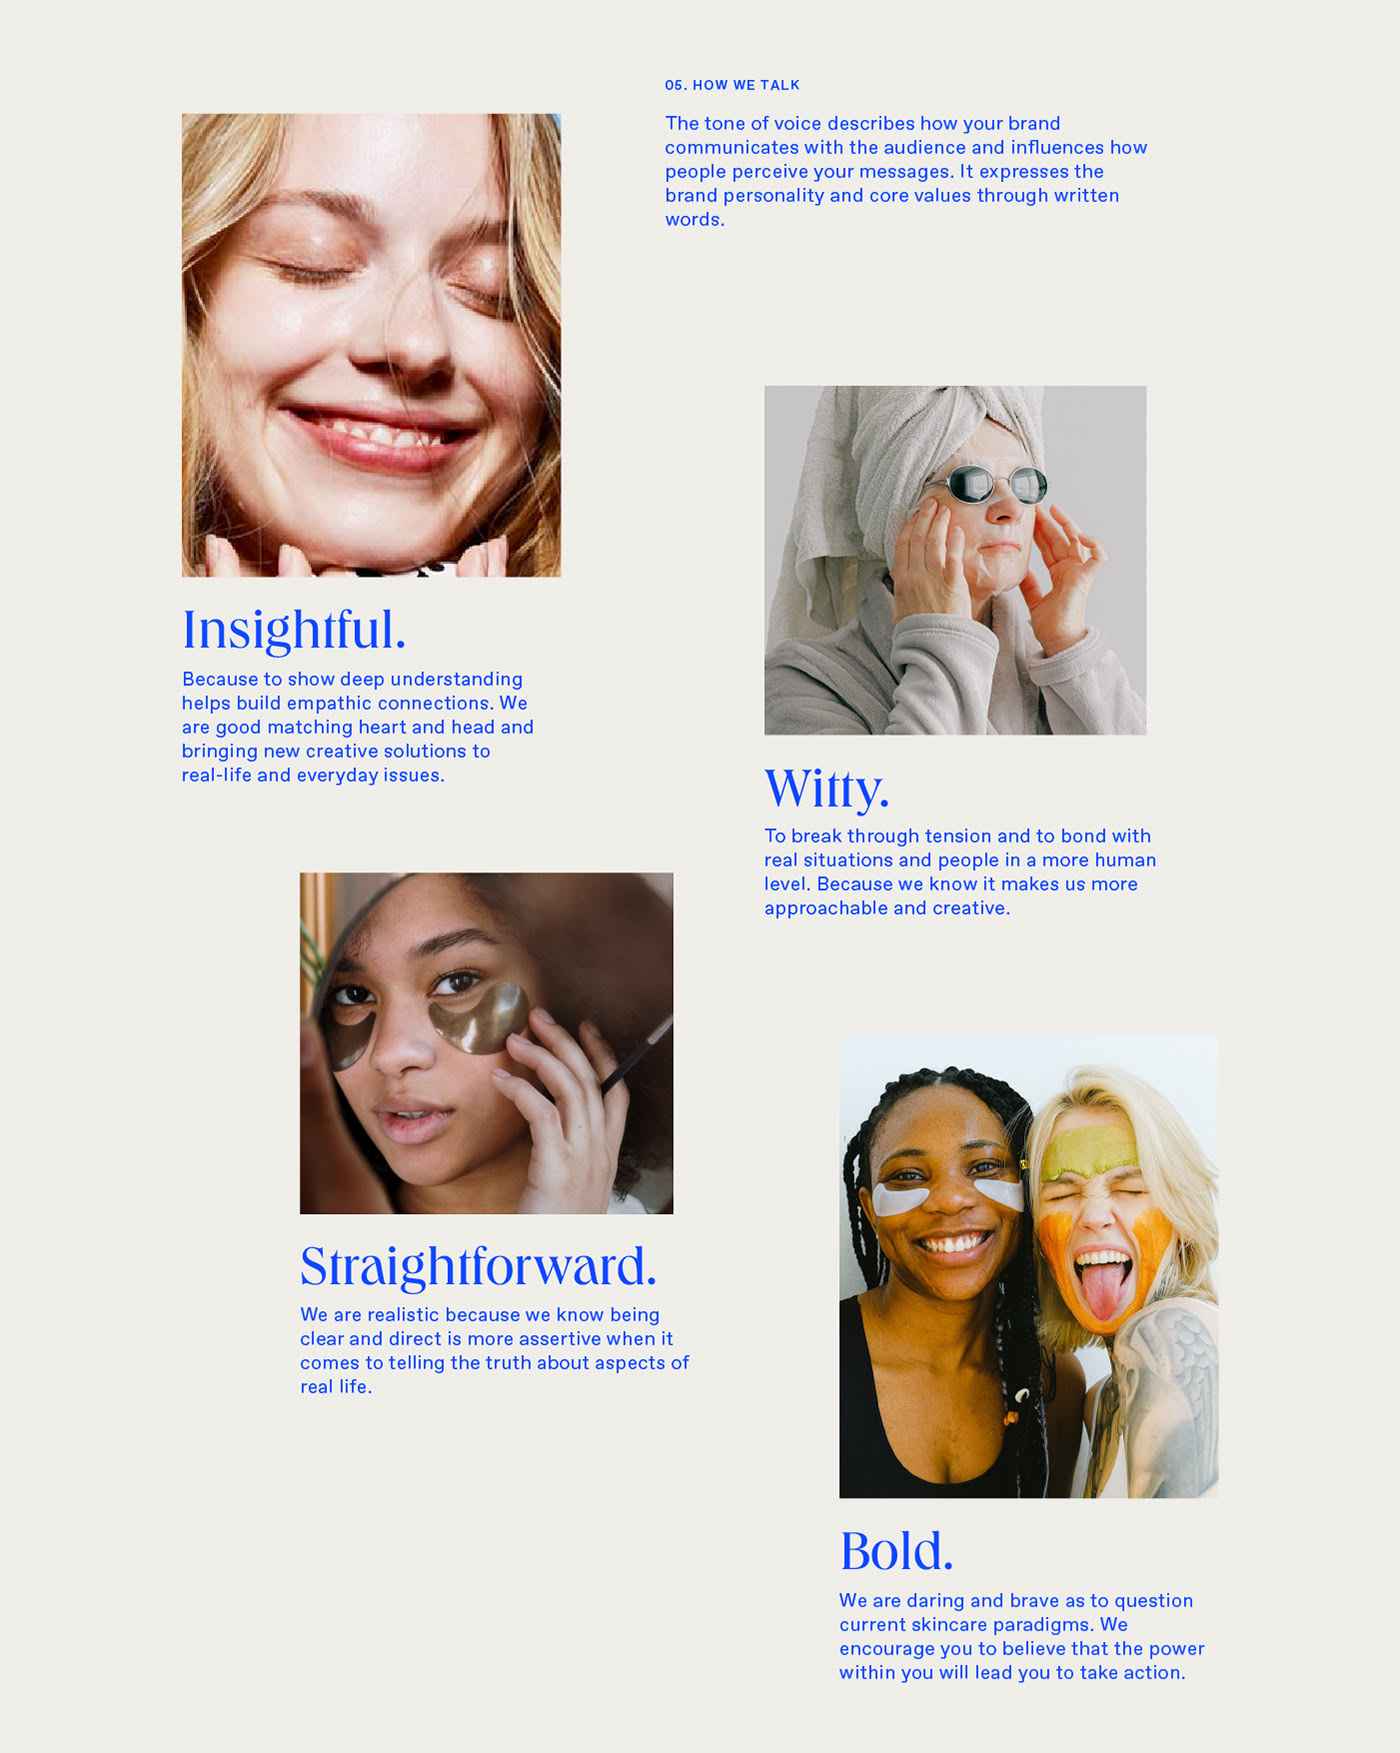 05. HOW WE TALK
The tone of voice describes how your brand
communicates with the audience and influences how
people perceive your messages. It expresses the
brand personality and core values through written
words.
Insightful.
Because to show deep understanding
helps build empathic connections. We
are good matching heart and head and
bringing new creative solutions to
real-life and everyday issues.
Witty.
To break through tension and to bond with
real situations and people in a more human
level. Because we know it makes us more
approachable and creative.
Straightforward.
We are realistic because we know being
clear and direct is more assertive when it
comes to telling the truth about aspects of
real life.
Bold.
We are daring and brave as to question
current skincare paradigms. We
encourage you to believe that the power
within you will lead you to take action.